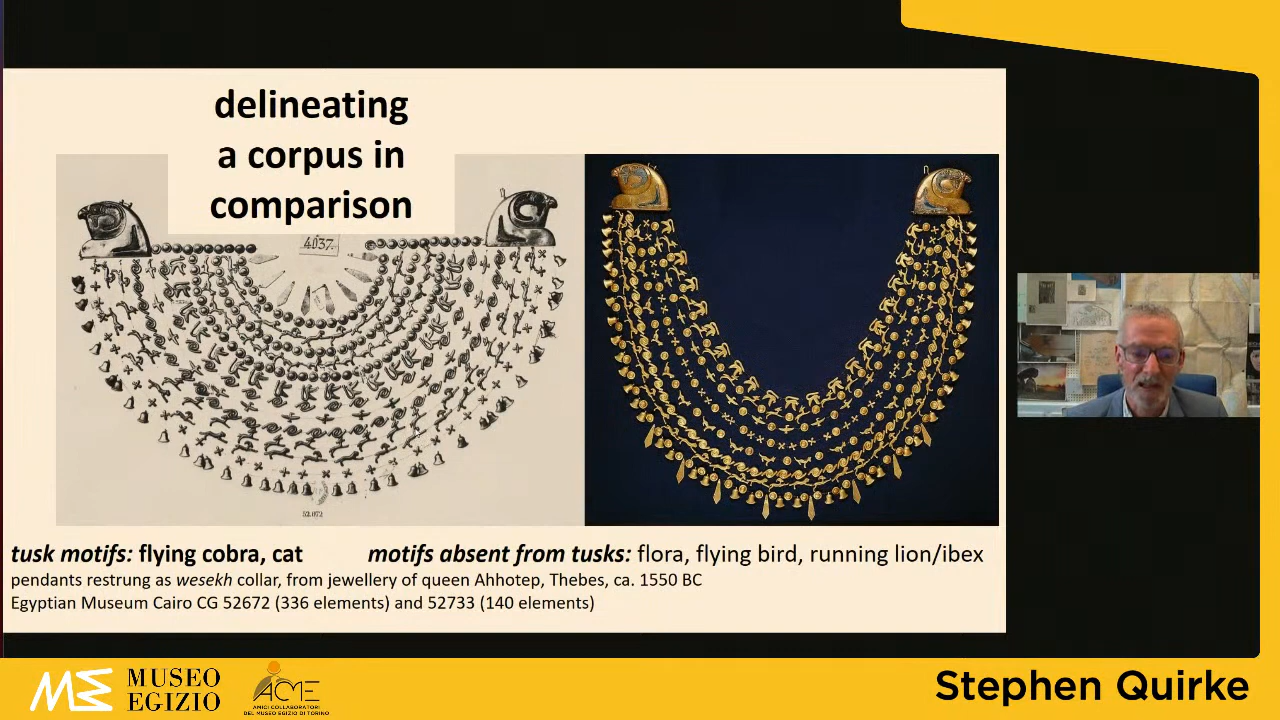 delineating
a corpus in
comparison
4037
52.072
tusk motifs: flying cobra, cat motifs absent from tusks: flora, flying bird, running lion/ibex
pendants restrung as wesekh collar, from jewellery of queen Ahhotep, Thebes, ca. 1550 BC
Egyptian Museum Cairo CG 52672 (336 elements) and 52733 (140 elements)
MUSEO
EGIZIO
ACME
AMICI COLLABORATORI
DEL MUSEO EGIZIO DI TORINO
Stephen Quirke